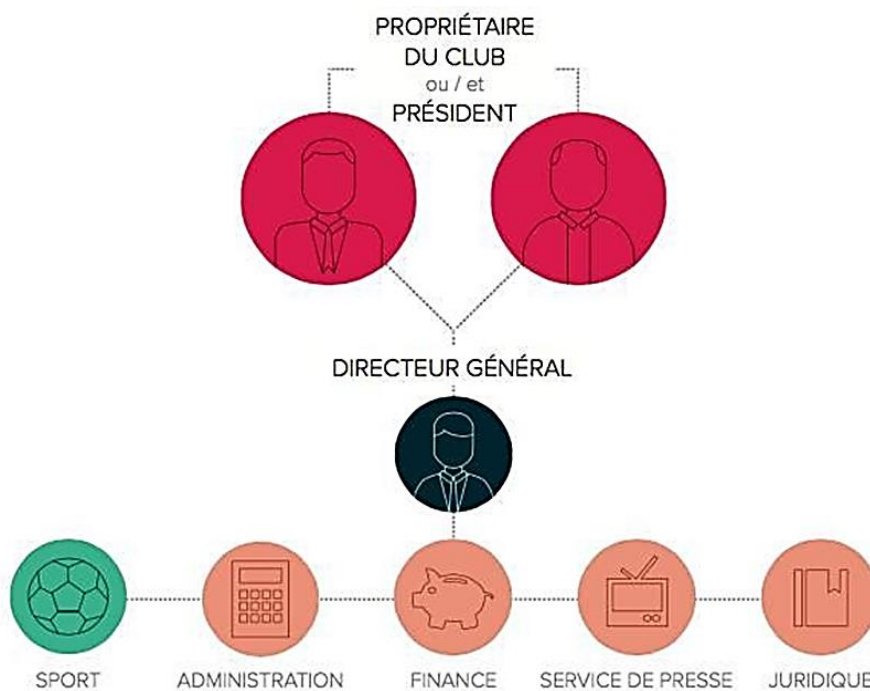 PROPRIÉTAIRE
DU CLUB
ou / et
PRÉSIDENT
DIRECTEUR GÉNÉRAL
SPORT
ADMINISTRATION
FINANCE
SERVICE DE PRESSE
JURIDIQUE